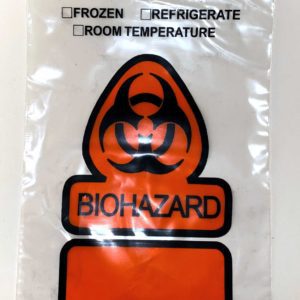 FROZEN REFRIGERATE
ROOM TEMPERATURE
BIOHAZARD